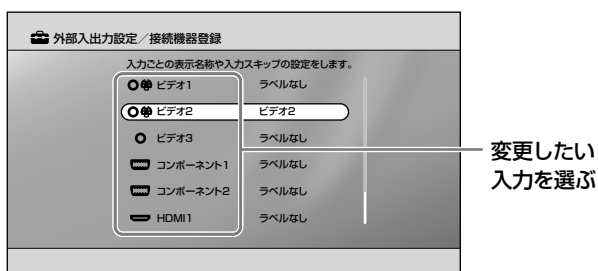 外部入出力設定／接続機器登録
入力ごとの表示名称や入力スキップの設定をします。
ビデオ1 ラベルなし
ビデオ2 ビデオ2
ビデオ3 ラベルなし
コンポーネント1 ラベルなし
コンポーネント2 ラベルなし
HDMI1 ラベルなし
変更したい
入力を選ぶ